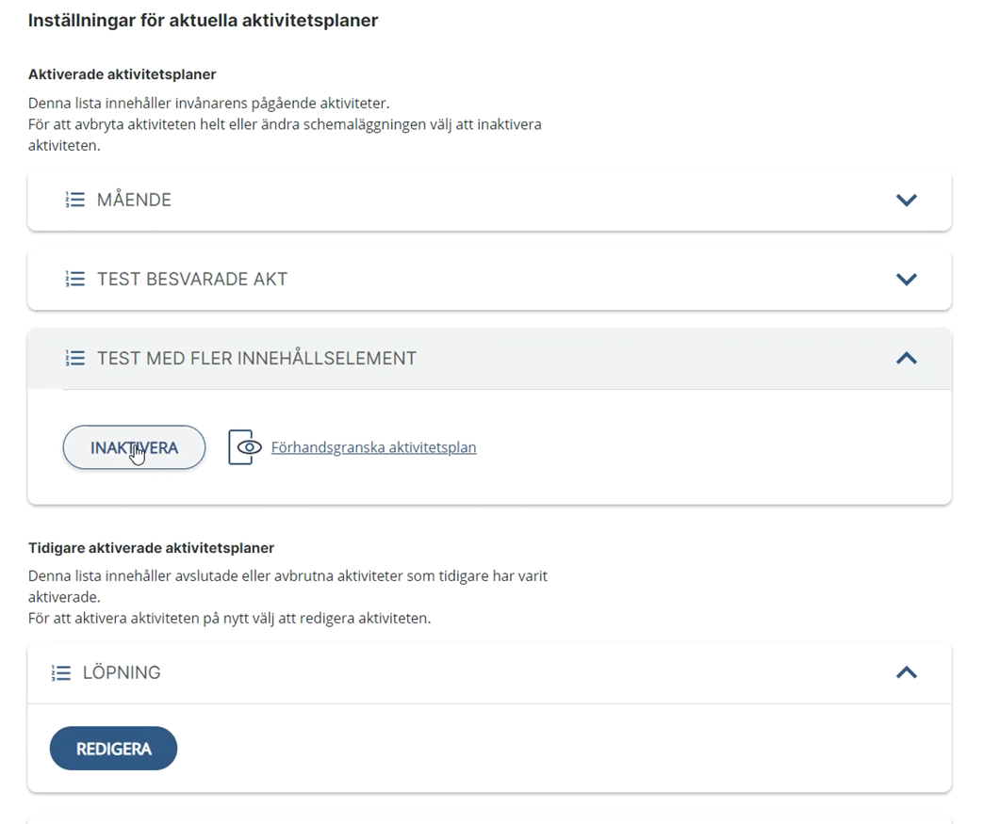 Inställningar för aktuella aktivitetsplaner
Aktiverade aktivitetsplaner
Denna lista innehåller invånarens pågående aktiviteter.
För att avbryta aktiviteten helt eller ändra schemaläggningen välj att inaktivera
aktiviteten.
MÅENDE
TEST BESVARADE AKT
TEST MED FLER INNEHÅLLSELEMENT
INAKTIVERA Förhandsgranska aktivitetsplan
Tidigare aktiverade aktivitetsplaner
Denna lista innehåller avslutade eller avbrutna aktiviteter som tidigare har varit
aktiverade.
För att aktivera aktiviteten på nytt välj att redigera aktiviteten.
LÖPNING
REDIGERA